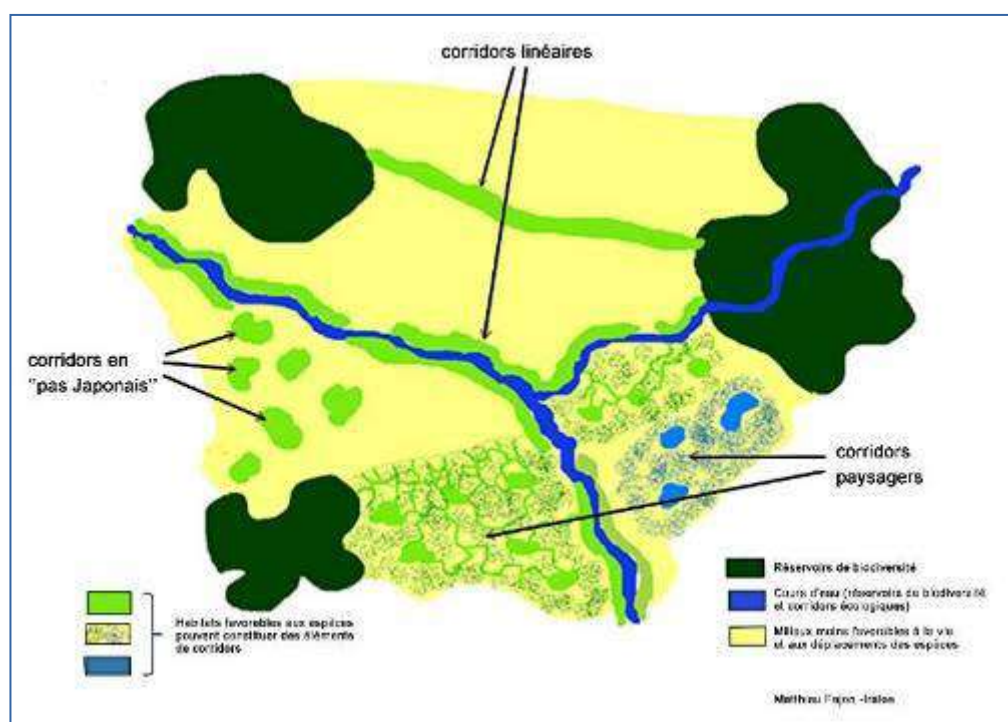 corridors linéaires
corridors en
"pas Japonais"
corridors
paysagers
Habitats favorables aux espèces
pouvant constituer des éléments
de corridors
Réservoirs de biodiversité
Cours d'eau (réservoirs de biodiversité
et corridors écologiques)
Milieux moins favorables à la vie
et aux déplacements des espèces
Matthieu